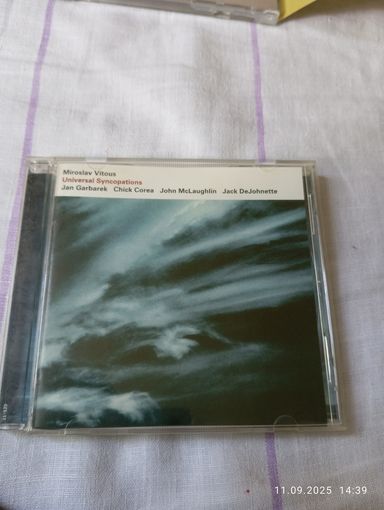 Miroslav Vitous
Universal Syncopations
Jan Garbarek Chick Corea John McLaughlin Jack DeJohnette
11.09.2025 14:39